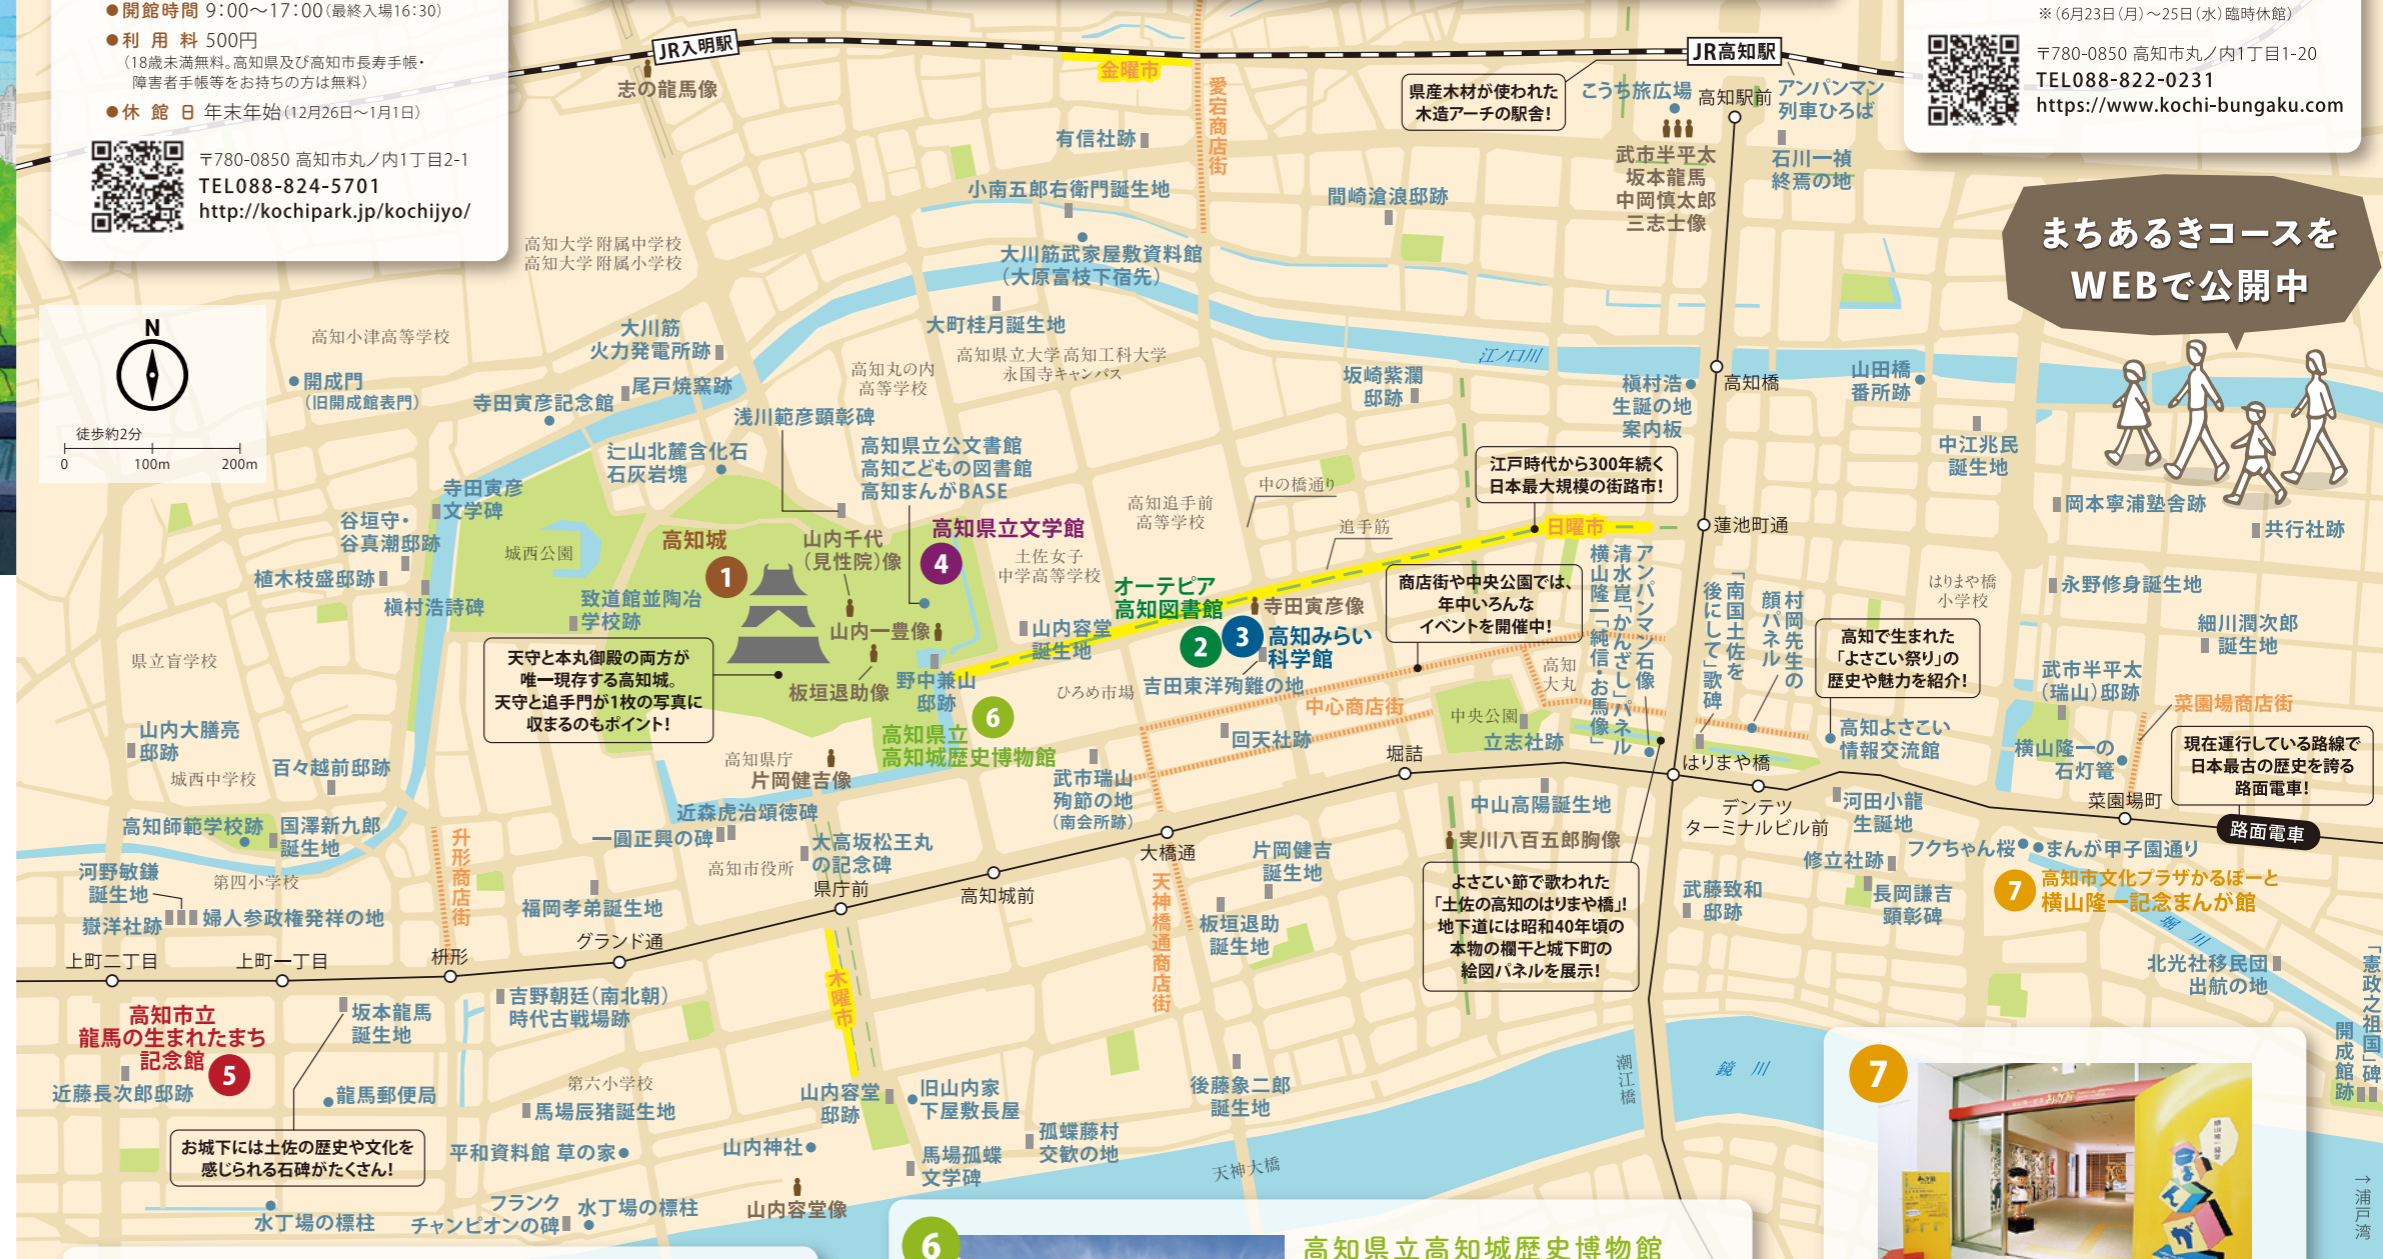 ●開館時間 9:00〜17:00(最終入場16:30)
●利用料 500円
(18歳未満無料。高知県及び高知市長寿手帳・
障害者手帳等をお持ちの方は無料)
●休館日 年末年始(12月26日〜1月1日)
〒780-0850 高知市丸ノ内1丁目2-1
TEL088-824-5701
http://kochipark.jp/kochijyo/
※(6月23日(月)〜25日(水)臨時休館)
〒780-0850 高知市丸ノ内1丁目1-20
TEL088-822-0231
https://www.kochi-bungaku.com
まちあるきコースを
WEBで公開中
JR入明駅
志の龍馬像
金曜市
愛宕商店街
JR高知駅
県産木材が使われた
木造アーチの駅舎!
こうち旅広場
高知駅前
アンパンマン
列車ひろば
武市半平太
坂本龍馬
中岡慎太郎
三志士像
石川一禎
終焉の地
有信社跡
小南五郎右衛門誕生地
間崎滄浪邸跡
高知大学附属中学校
高知大学附属小学校
大川筋武家屋敷資料館
(大原富枝下宿先)
N
徒歩約2分
0 100m 200m
高知小津高等学校
大川筋
火力発電所跡
大町桂月誕生地
高知丸の内
高等学校
高知県立大学 高知工科大学
永国寺キャンパス
江ノ口川
開成門
(旧開成館表門)
寺田寅彦記念館
尾戸焼窯跡
浅川範彦顕彰碑
坂崎紫瀾
邸跡
槇村浩
生誕の地
案内板
高知橋
山田橋
番所跡
中江兆民
誕生地
辻山北麓含化石
石灰岩塊
高知県立公文書館
高知こどもの図書館
高知まんがBASE
寺田寅彦
文学碑
谷垣守・
谷真潮邸跡
植木枝盛邸跡
槇村浩詩碑
城西公園
高知城
1
山内千代
(見性院)像
高知県立文学館
4
土佐女子
中学高等学校
高知追手前
高等学校
中の橋通り
追手筋
江戸時代から300年続く
日本最大規模の街路市!
日曜市
蓮池町通
岡本寧浦塾舎跡
共行社跡
致道館並陶冶
学校跡
山内一豊像
板垣退助像
天守と本丸御殿の両方が
唯一現存する高知城。
天守と追手門が1枚の写真に
収まるのもポイント!
野中兼山
邸跡
山内容堂
誕生地
オーテピア
高知図書館
2
3
寺田寅彦像
高知みらい
科学館
吉田東洋殉難の地
ひろめ市場
商店街や中央公園では、
年中いろんな
イベントを開催中!
アンパンマン石像
清水崑「かんざし」パネル
横山隆一「純信・お馬像」
「南国土佐を
後にして」歌碑
村岡先生の
顔パネル
はりまや橋
小学校
永野修身誕生地
細川潤次郎
誕生地
高知で生まれた
「よさこい祭り」の
歴史や魅力を紹介!
武市半平太
(瑞山)邸跡
菜園場商店街
県立盲学校
山内大膳亮
邸跡
城西中学校
百々越前邸跡
高知県庁
片岡健吉像
6
高知県立
高知城歴史博物館
中心商店街
回天社跡
高知
大丸
中央公園
立志社跡
高知よさこい
情報交流館
横山隆一の
石灯篭
現在運行している路線で
日本最古の歴史を誇る
路面電車!
路面電車
高知師範学校跡
国澤新九郎
誕生地
河野敏鎌
誕生地
第四小学校
嶽洋社跡
婦人参政権発祥の地
升形商店街
近森虎治頌徳碑
一圓正興の碑
大高坂松王丸
の記念碑
高知市役所
福岡孝弟誕生地
武市瑞山
殉節の地
(南会所跡)
堀詰
はりまや橋
デンテツ
ターミナルビル前
菜園場町
中山高陽誕生地
実川八百五郎胸像
大橋通
片岡健吉
誕生地
天神橋通商店街
板垣退助
誕生地
よさこい節で歌われた
「土佐の高知のはりまや橋」!
地下道には昭和40年頃の
本物の欄干と城下町の
絵図パネルを展示!
河田小龍
生誕地
修立社跡
フクちゃん桜
まんが甲子園通り
武藤致和
邸跡
長岡謙吉
顕彰碑
7
高知市文化プラザかるぽーと
横山隆一記念まんが館
堀川
北光社移民団
出航の地
「憲政之祖国」碑
開成館跡
上町二丁目
上町一丁目
枡形
グランド通
県庁前
高知城前
高知市立
龍馬の生まれたまち
記念館
5
近藤長次郎邸跡
坂本龍馬
誕生地
吉野朝廷(南北朝)
時代古戦場跡
木曜市
龍馬郵便局
第六小学校
馬場辰猪誕生地
お城下には土佐の歴史や文化を
感じられる石碑がたくさん!
平和資料館 草の家
山内容堂
邸跡
旧山内家
下屋敷長屋
山内神社
馬場孤蝶
文学碑
孤蝶藤村
交歓の地
後藤象二郎
誕生地
潮江橋
鏡川
天神大橋
水丁場の標柱
フランク
チャンピオンの碑
水丁場の標柱
山内容堂像
6
高知県立高知城歴史博物館
7
→浦戸湾